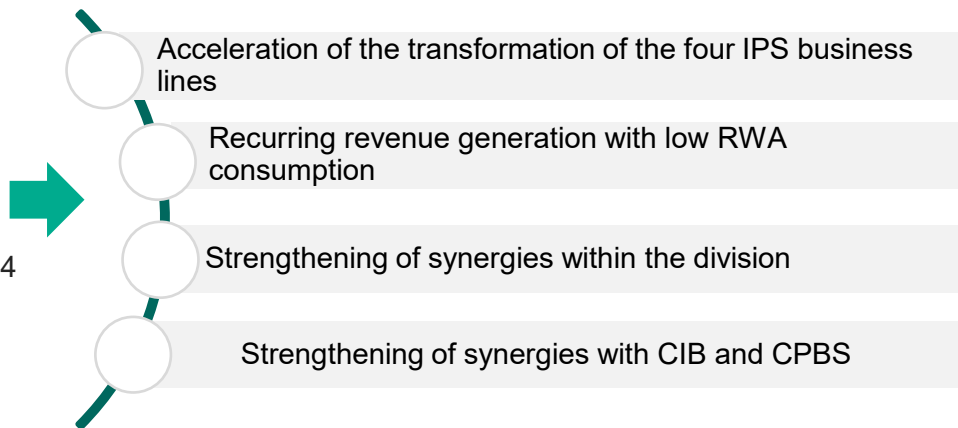 Acceleration of the transformation of the four IPS business
lines
Recurring revenue generation with low RWA
consumption
4
Strengthening of synergies within the division
Strengthening of synergies with CIB and CPBS